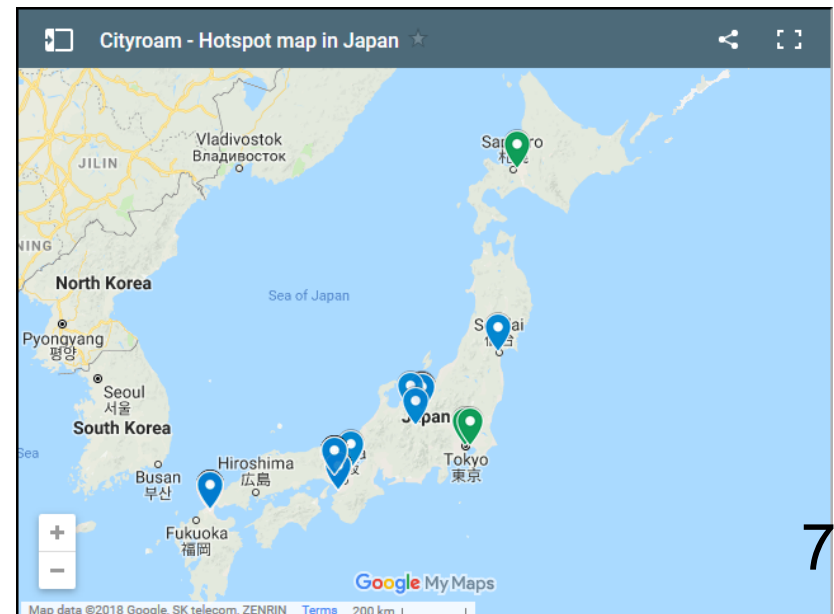 Cityroam - Hotspot map in Japan
Vladivostok
Владивосток
JILIN
NING
North Korea
Sea of Japan
Pyongyang
평양
Seoul
서울
South Korea
Sea
Busan
부산
Hiroshima
広島
Japan
Tokyo
東京
Fukuoka
福岡
+
−
7
Google My Maps
Map data ©2018 Google, SK telecom, ZENRIN Terms 200 km